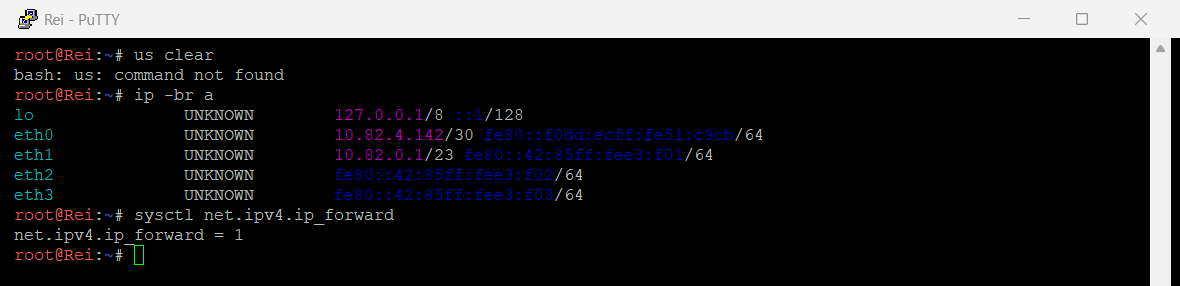 Rei - PuTTY
root@Rei:~# us clear
bash: us: command not found
root@Rei:~# ip -br a
lo               UNKNOWN        127.0.0.1/8 ::1/128
eth0             UNKNOWN        10.82.4.142/30 fe80::f0dd:ecff:fe51:c9cb/64
eth1             UNKNOWN        10.82.0.1/23 fe80::42:85ff:fee3:f01/64
eth2             UNKNOWN        fe80::42:85ff:fee3:f02/64
eth3             UNKNOWN        fe80::42:85ff:fee3:f03/64
root@Rei:~# sysctl net.ipv4.ip_forward
net.ipv4.ip_forward = 1
root@Rei:~#